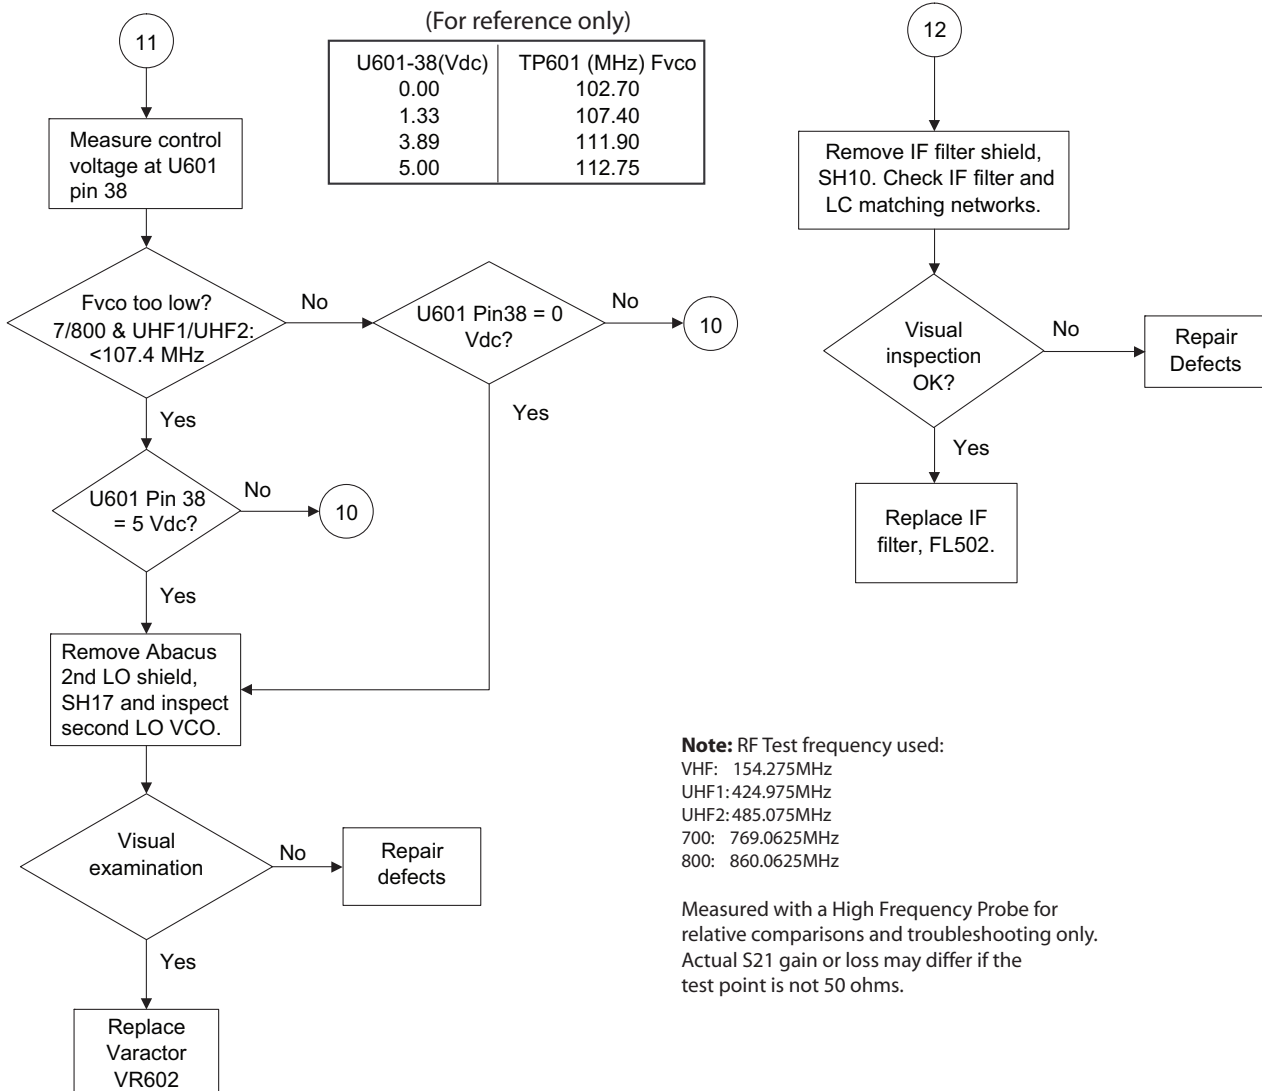 11
(For reference only)
U601-38(Vdc) TP601 (MHz) Fvco
0.00 102.70
1.33 107.40
3.89 111.90
5.00 112.75
Measure control
voltage at U601
pin 38
Fvco too low?
7/800 & UHF1/UHF2:
<107.4 MHz
No
U601 Pin38 = 0
Vdc?
No
10
Yes
Yes
U601 Pin 38
= 5 Vdc?
No
10
Yes
Remove Abacus
2nd LO shield,
SH17 and inspect
second LO VCO.
Visual
examination
No
Repair
defects
Yes
Replace
Varactor
VR602
12
Remove IF filter shield,
SH10. Check IF filter and
LC matching networks.
Visual
inspection
OK?
No
Repair
Defects
Yes
Replace IF
filter, FL502.
Note: RF Test frequency used:
VHF: 154.275MHz
UHF1: 424.975MHz
UHF2: 485.075MHz
700: 769.0625MHz
800: 860.0625MHz
Measured with a High Frequency Probe for
relative comparisons and troubleshooting only.
Actual S21 gain or loss may differ if the
test point is not 50 ohms.